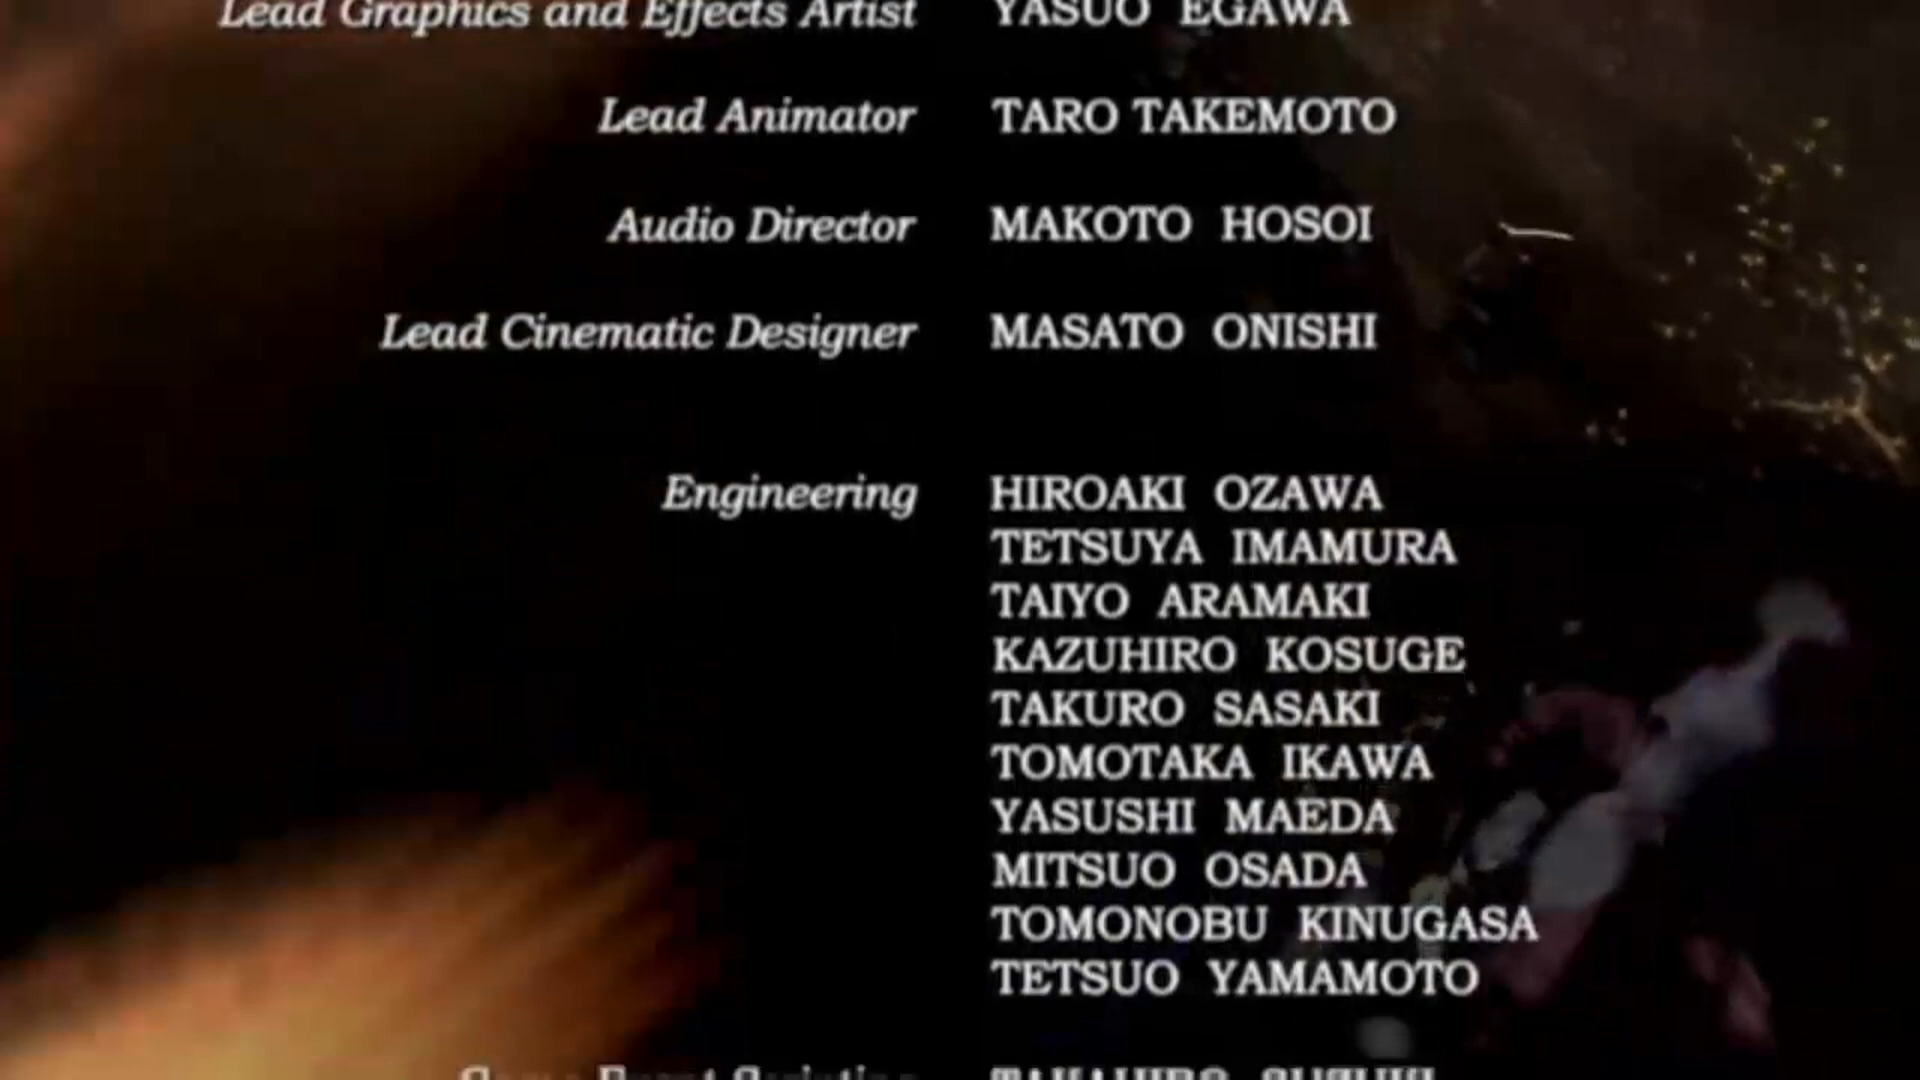 Lead Graphics and Effects Artist YASUO EGAWA
Lead Animator TARO TAKEMOTO
Audio Director MAKOTO HOSOI
Lead Cinematic Designer MASATO ONISHI
Engineering HIROAKI OZAWA
TETSUYA IMAMURA
TAIYO ARAMAKI
KAZUHIRO KOSUGE
TAKURO SASAKI
TOMOTAKA IKAWA
YASUSHI MAEDA
MITSUO OSADA
TOMONOBU KINUGASA
TETSUO YAMAMOTO
TAKAHIRO SUZUKI